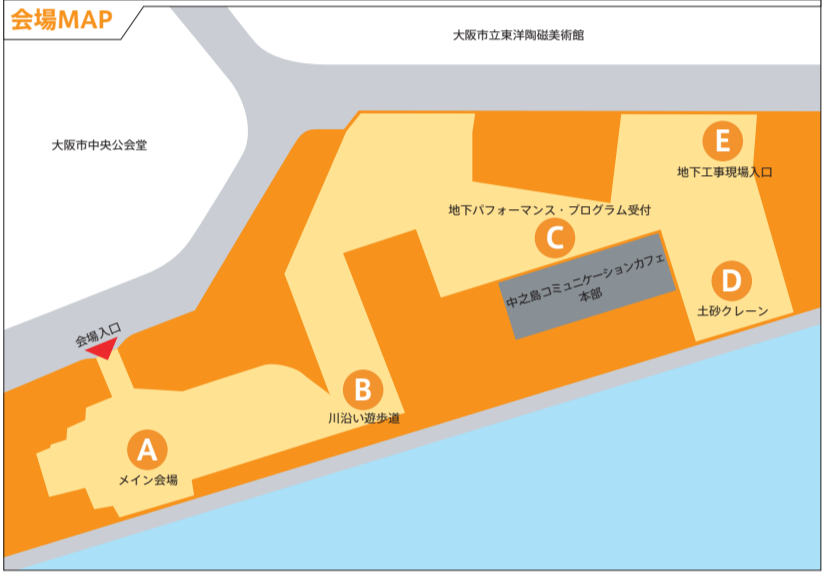 会場MAP
大阪市立東洋陶磁美術館
大阪市中央公会堂
E
地下工事現場入口
地下パフォーマンス・プログラム受付
C
中之島コミュニケーションカフェ
本部
D
土砂クレーン
会場入口
B
川沿い遊歩道
A
メイン会場